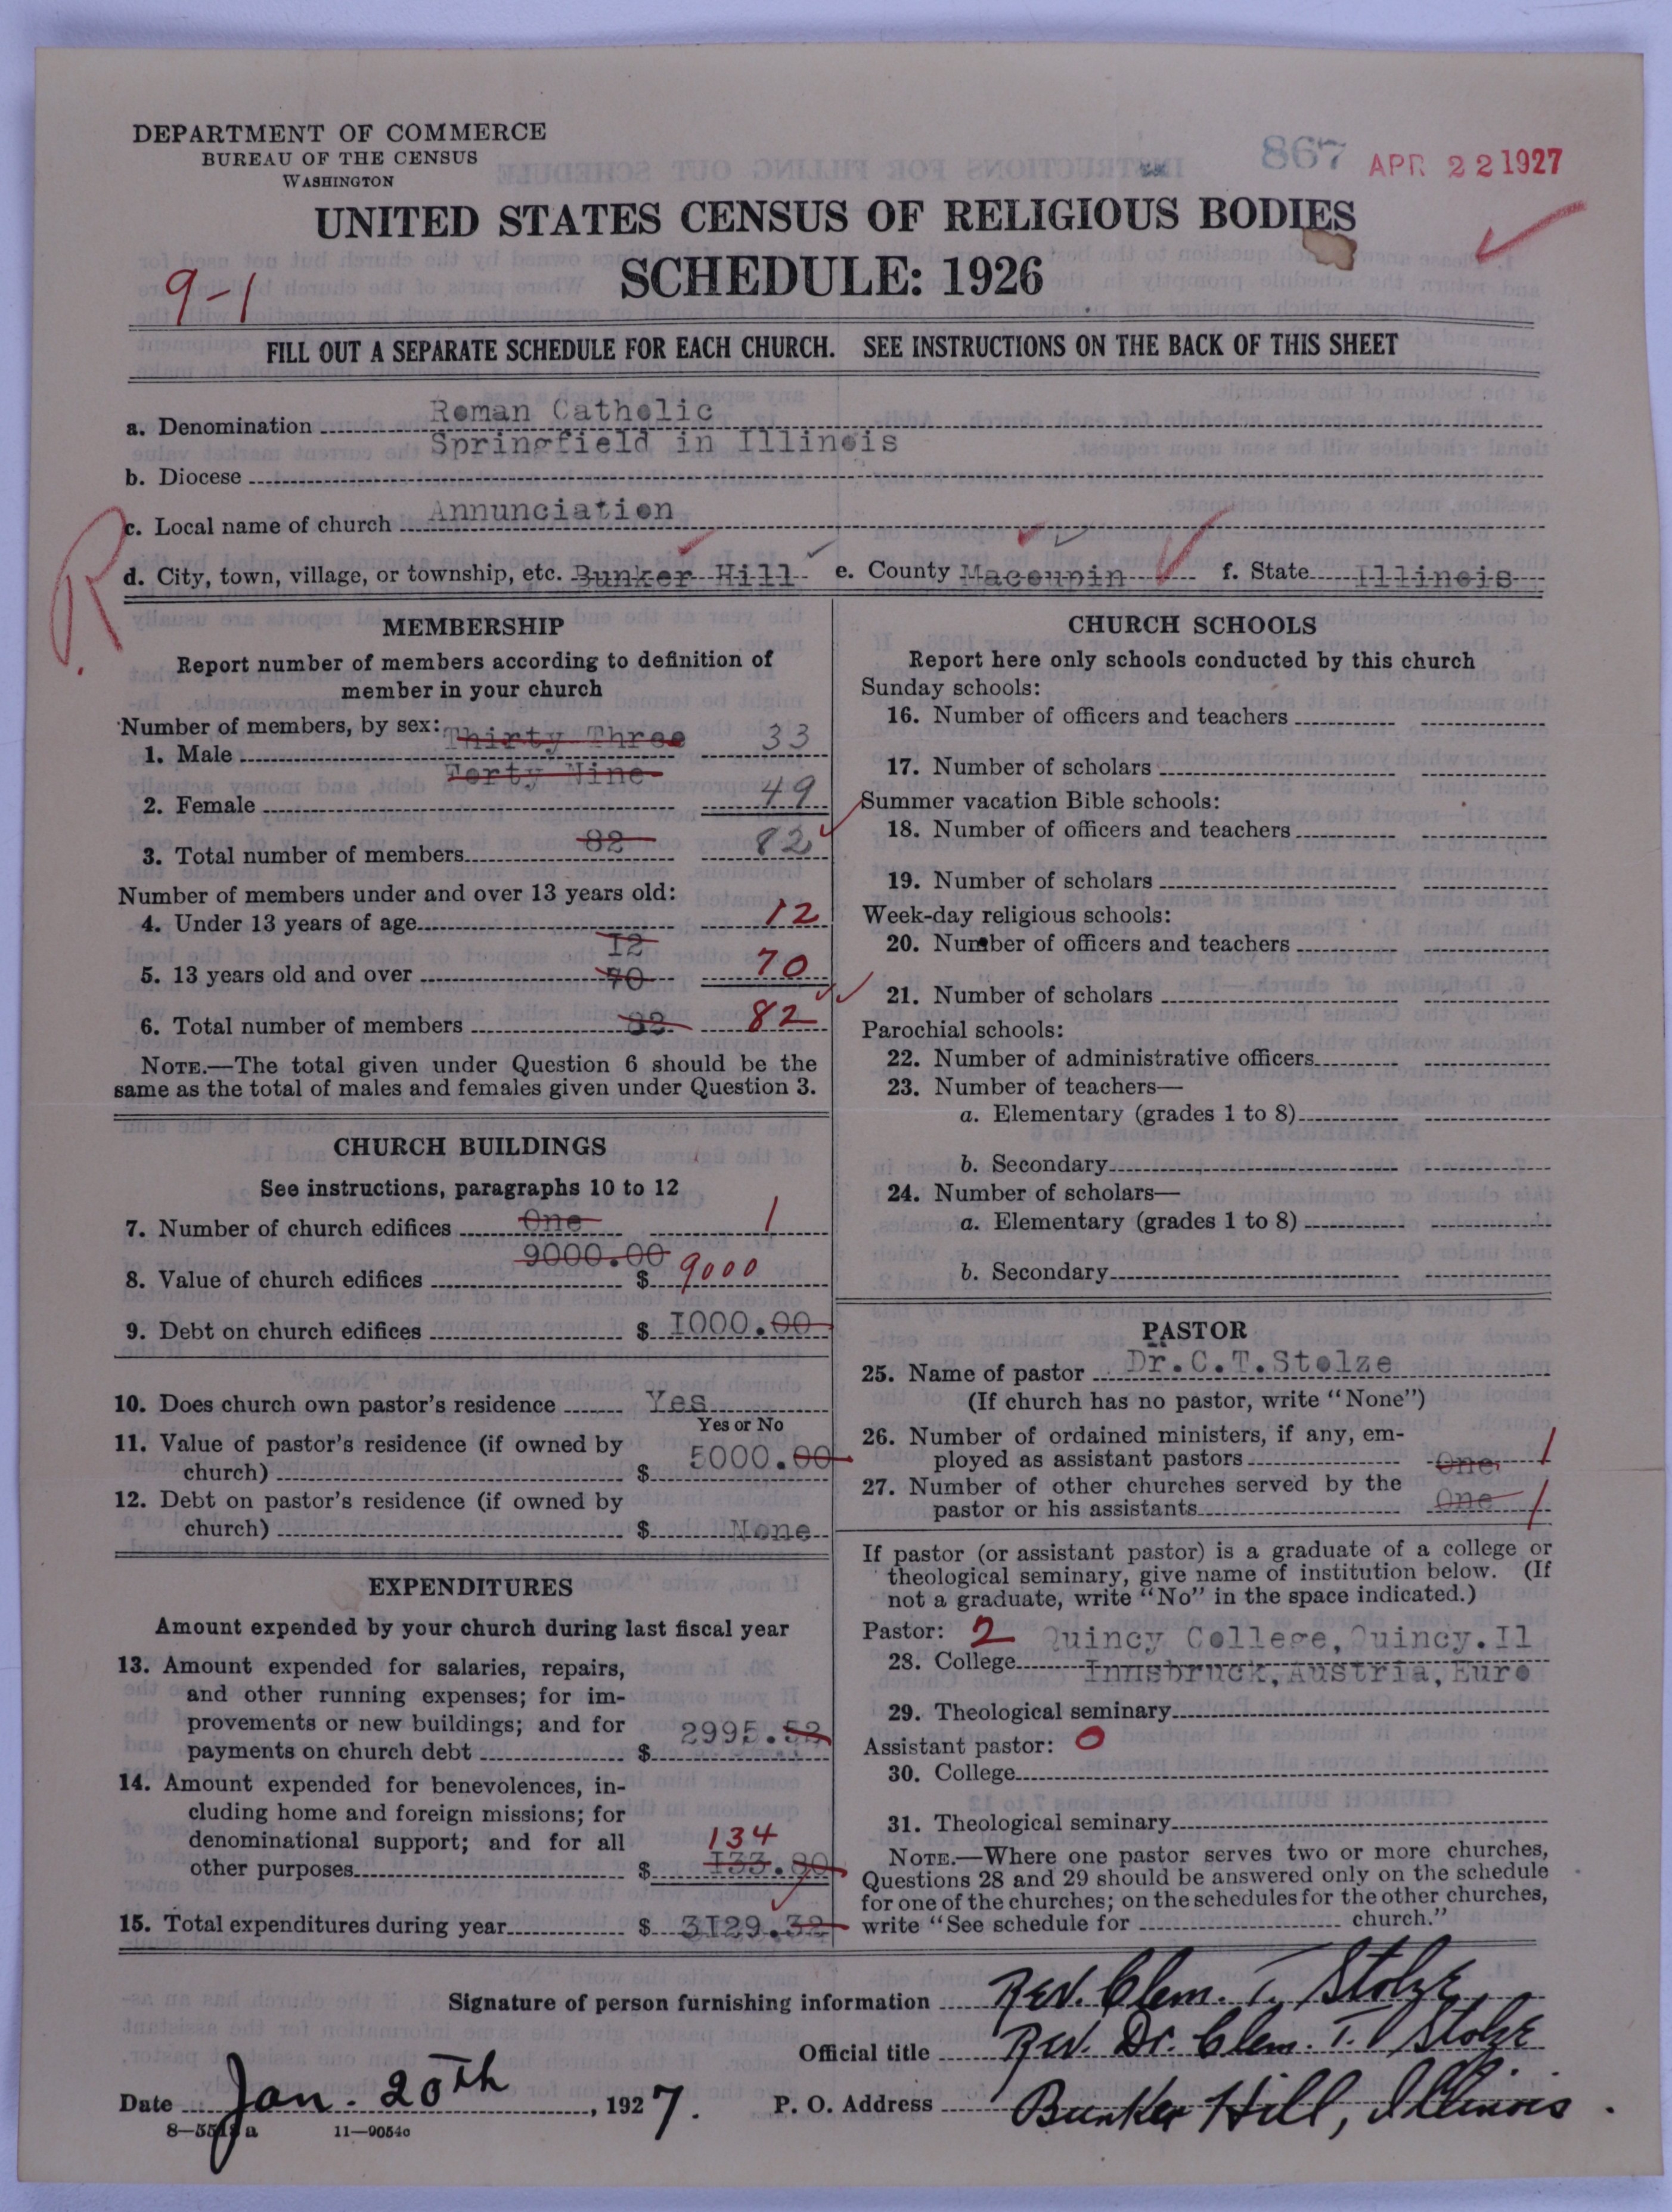 DEPARTMENT OF COMMERCE
BUREAU OF THE CENSUS
WASHINGTON
867 APR 22 1927
UNITED STATES CENSUS OF RELIGIOUS BODIES
SCHEDULE: 1926
9-1
FILL OUT A SEPARATE SCHEDULE FOR EACH CHURCH. SEE INSTRUCTIONS ON THE BACK OF THIS SHEET
a. Denomination Roman Catholic
Springfield in Illinois
b. Diocese
c. Local name of church Annunciation
R
d. City, town, village, or township, etc. Bunker Hill e. County Macoupin f. State Illinois
MEMBERSHIP
Report number of members according to definition of
member in your church
Number of members, by sex:
1. Male Thirty Three 33
2. Female Forty Nine 49
3. Total number of members 82 82
Number of members under and over 13 years old:
4. Under 13 years of age 12 12
5. 13 years old and over 70 70
6. Total number of members 82 82
NOTE.—The total given under Question 6 should be the
same as the total of males and females given under Question 3.
CHURCH BUILDINGS
See instructions, paragraphs 10 to 12
7. Number of church edifices One 1
8. Value of church edifices 9000.00 $ 9000
9. Debt on church edifices $ 1000.00
10. Does church own pastor's residence Yes
Yes or No
11. Value of pastor's residence (if owned by
church) $ 5000.00
12. Debt on pastor's residence (if owned by
church) $ None
EXPENDITURES
Amount expended by your church during last fiscal year
13. Amount expended for salaries, repairs,
and other running expenses; for im-
provements or new buildings; and for
payments on church debt $ 2995.52
14. Amount expended for benevolences, in-
cluding home and foreign missions; for
denominational support; and for all
134
other purposes $ 133.80
15. Total expenditures during year $ 3129.32
CHURCH SCHOOLS
Report here only schools conducted by this church
Sunday schools:
16. Number of officers and teachers
17. Number of scholars
Summer vacation Bible schools:
18. Number of officers and teachers
19. Number of scholars
Week-day religious schools:
20. Number of officers and teachers
21. Number of scholars
Parochial schools:
22. Number of administrative officers
23. Number of teachers—
a. Elementary (grades 1 to 8)
b. Secondary
24. Number of scholars—
a. Elementary (grades 1 to 8)
b. Secondary
PASTOR
25. Name of pastor Dr.C.T.Stolze
(If church has no pastor, write "None")
26. Number of ordained ministers, if any, em-
ployed as assistant pastors One, 1
27. Number of other churches served by the
pastor or his assistants One 1
If pastor (or assistant pastor) is a graduate of a college or
theological seminary, give name of institution below. (If
not a graduate, write "No" in the space indicated.)
Pastor: 2 Quincy College, Quincy.Il
28. College Innsbruck,Austria,Euro
29. Theological seminary
Assistant pastor: 0
30. College
31. Theological seminary
NOTE.—Where one pastor serves two or more churches,
Questions 28 and 29 should be answered only on the schedule
for one of the churches; on the schedules for the other churches,
write "See schedule for church."
Signature of person furnishing information Rev. Clem. T. Stolze
Official title Rev. Dr. Clem. T. Stolze
Date Jan. 20th, 1927. P. O. Address Bunker Hill, Illinois.
8—5513a 11—9054o